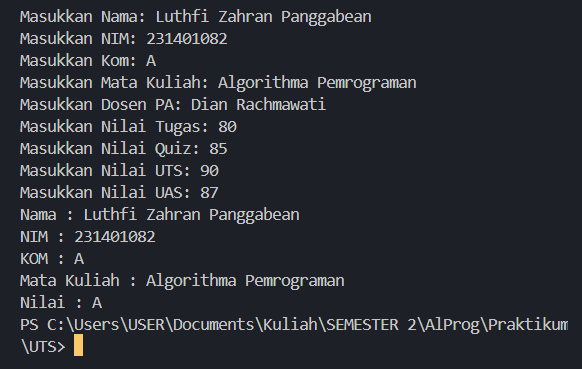 Masukkan Nama: Luthfi Zahran Panggabean
Masukkan NIM: 231401082
Masukkan Kom: A
Masukkan Mata Kuliah: Algorithma Pemrograman
Masukkan Dosen PA: Dian Rachmawati
Masukkan Nilai Tugas: 80
Masukkan Nilai Quiz: 85
Masukkan Nilai UTS: 90
Masukkan Nilai UAS: 87
Nama : Luthfi Zahran Panggabean
NIM : 231401082
KOM : A
Mata Kuliah : Algorithma Pemrograman
Nilai : A
PS C:\Users\USER\Documents\Kuliah\SEMESTER 2\AlProg\Praktikum
\UTS>